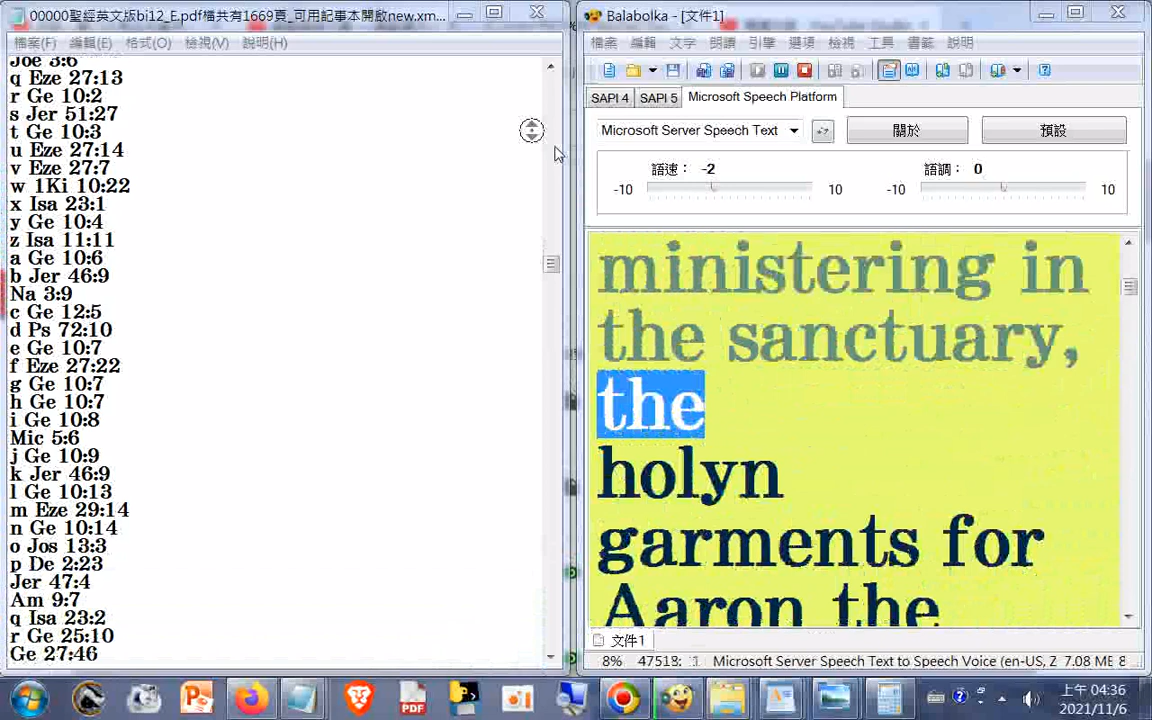 00000聖經英文版bi12_E.pdf檔共有1669頁_可用記事本開啟new.xm...
檔案(F) 編輯(E) 格式(O) 檢視(V) 說明(H)
Joe 3:6
q Eze 27:13
r Ge 10:2
s Jer 51:27
t Ge 10:3
u Eze 27:14
v Eze 27:7
w 1Ki 10:22
x Isa 23:1
y Ge 10:4
z Isa 11:11
a Ge 10:6
b Jer 46:9
Na 3:9
c Ge 12:5
d Ps 72:10
e Ge 10:7
f Eze 27:22
g Ge 10:7
h Ge 10:7
i Ge 10:8
Mic 5:6
j Ge 10:9
k Jer 46:9
l Ge 10:13
m Eze 29:14
n Ge 10:14
o Jos 13:3
p De 2:23
Jer 47:4
Am 9:7
q Isa 23:2
r Ge 25:10
Ge 27:46
Balabolka - [文件1]
檔案 編輯 文字 朗讀 引擎 選項 檢視 工具 書籤 說明
SAPI 4 SAPI 5 Microsoft Speech Platform
Microsoft Server Speech Text 關於 預設
語速： -2 語調： 0
-10 10 -10 10
ministering in
the sanctuary,
the
holyn
garments for
Aaron the
文件1
8% 47518: 1 Microsoft Server Speech Text to Speech Voice (en-US, Z 7.08 MB 8
PDF
上午 04:36
2021/11/6